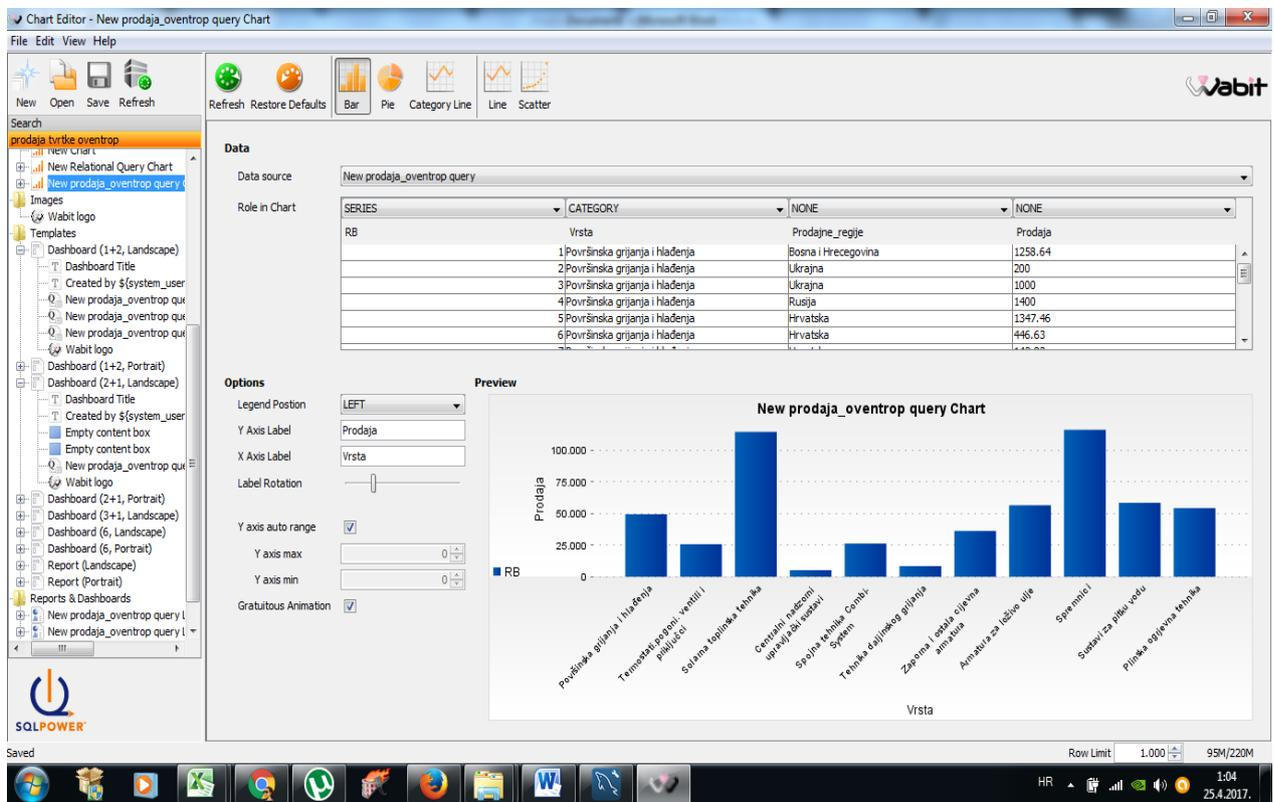 Chart Editor - New prodaja_oventrop query Chart
File Edit View Help
New Open Save Refresh
Refresh Restore Defaults Bar Pie Category Line Line Scatter
Wabit
Search
prodaja tvrtke oventrop
New Chart
New Relational Query Chart
New prodaja_oventrop query
Images
Wabit logo
Templates
Dashboard (1+2, Landscape)
Dashboard Title
Created by ${system_user
New prodaja_oventrop que
New prodaja_oventrop que
New prodaja_oventrop que
Wabit logo
Dashboard (1+2, Portrait)
Dashboard (2+1, Landscape)
Dashboard Title
Created by ${system_user
Empty content box
Empty content box
New prodaja_oventrop que
Wabit logo
Dashboard (2+1, Portrait)
Dashboard (3+1, Landscape)
Dashboard (6, Landscape)
Dashboard (6, Portrait)
Report (Landscape)
Report (Portrait)
Reports & Dashboards
New prodaja_oventrop query L
New prodaja_oventrop query L
SQLPOWER
Data
Data source New prodaja_oventrop query
Role in Chart SERIES CATEGORY NONE NONE
RB Vrsta Prodajne_regije Prodaja
1 Površinska grijanja i hlađenja Bosna i Hrecegovina 1258.64
2 Površinska grijanja i hlađenja Ukrajna 200
3 Površinska grijanja i hlađenja Ukrajna 1000
4 Površinska grijanja i hlađenja Rusija 1400
5 Površinska grijanja i hlađenja Hrvatska 1347.46
6 Površinska grijanja i hlađenja Hrvatska 446.63
Options
Legend Postion LEFT
Y Axis Label Prodaja
X Axis Label Vrsta
Label Rotation
Y axis auto range
Y axis max 0
Y axis min 0
Gratuitous Animation
Preview
New prodaja_oventrop query Chart
100.000
75.000
50.000
25.000
0
Prodaja
RB
Površinska grijanja i hlađenja
Termostati,pogoni, ventili i
priključci
Solarna toplinska tehnika
Centralni nadzorni
upravljački sustavi
Spojna tehnika Combi-
System
Tehnika daljinskog grijanja
Zaporna i ostala cijevna
armatura
Armatura za loživo ulje
Spremnici
Sustavi za pitku vodu
Plinska ogrjevna tehnika
Vrsta
Saved
Row Limit 1.000 95M/220M
HR
1:04
25.4.2017.